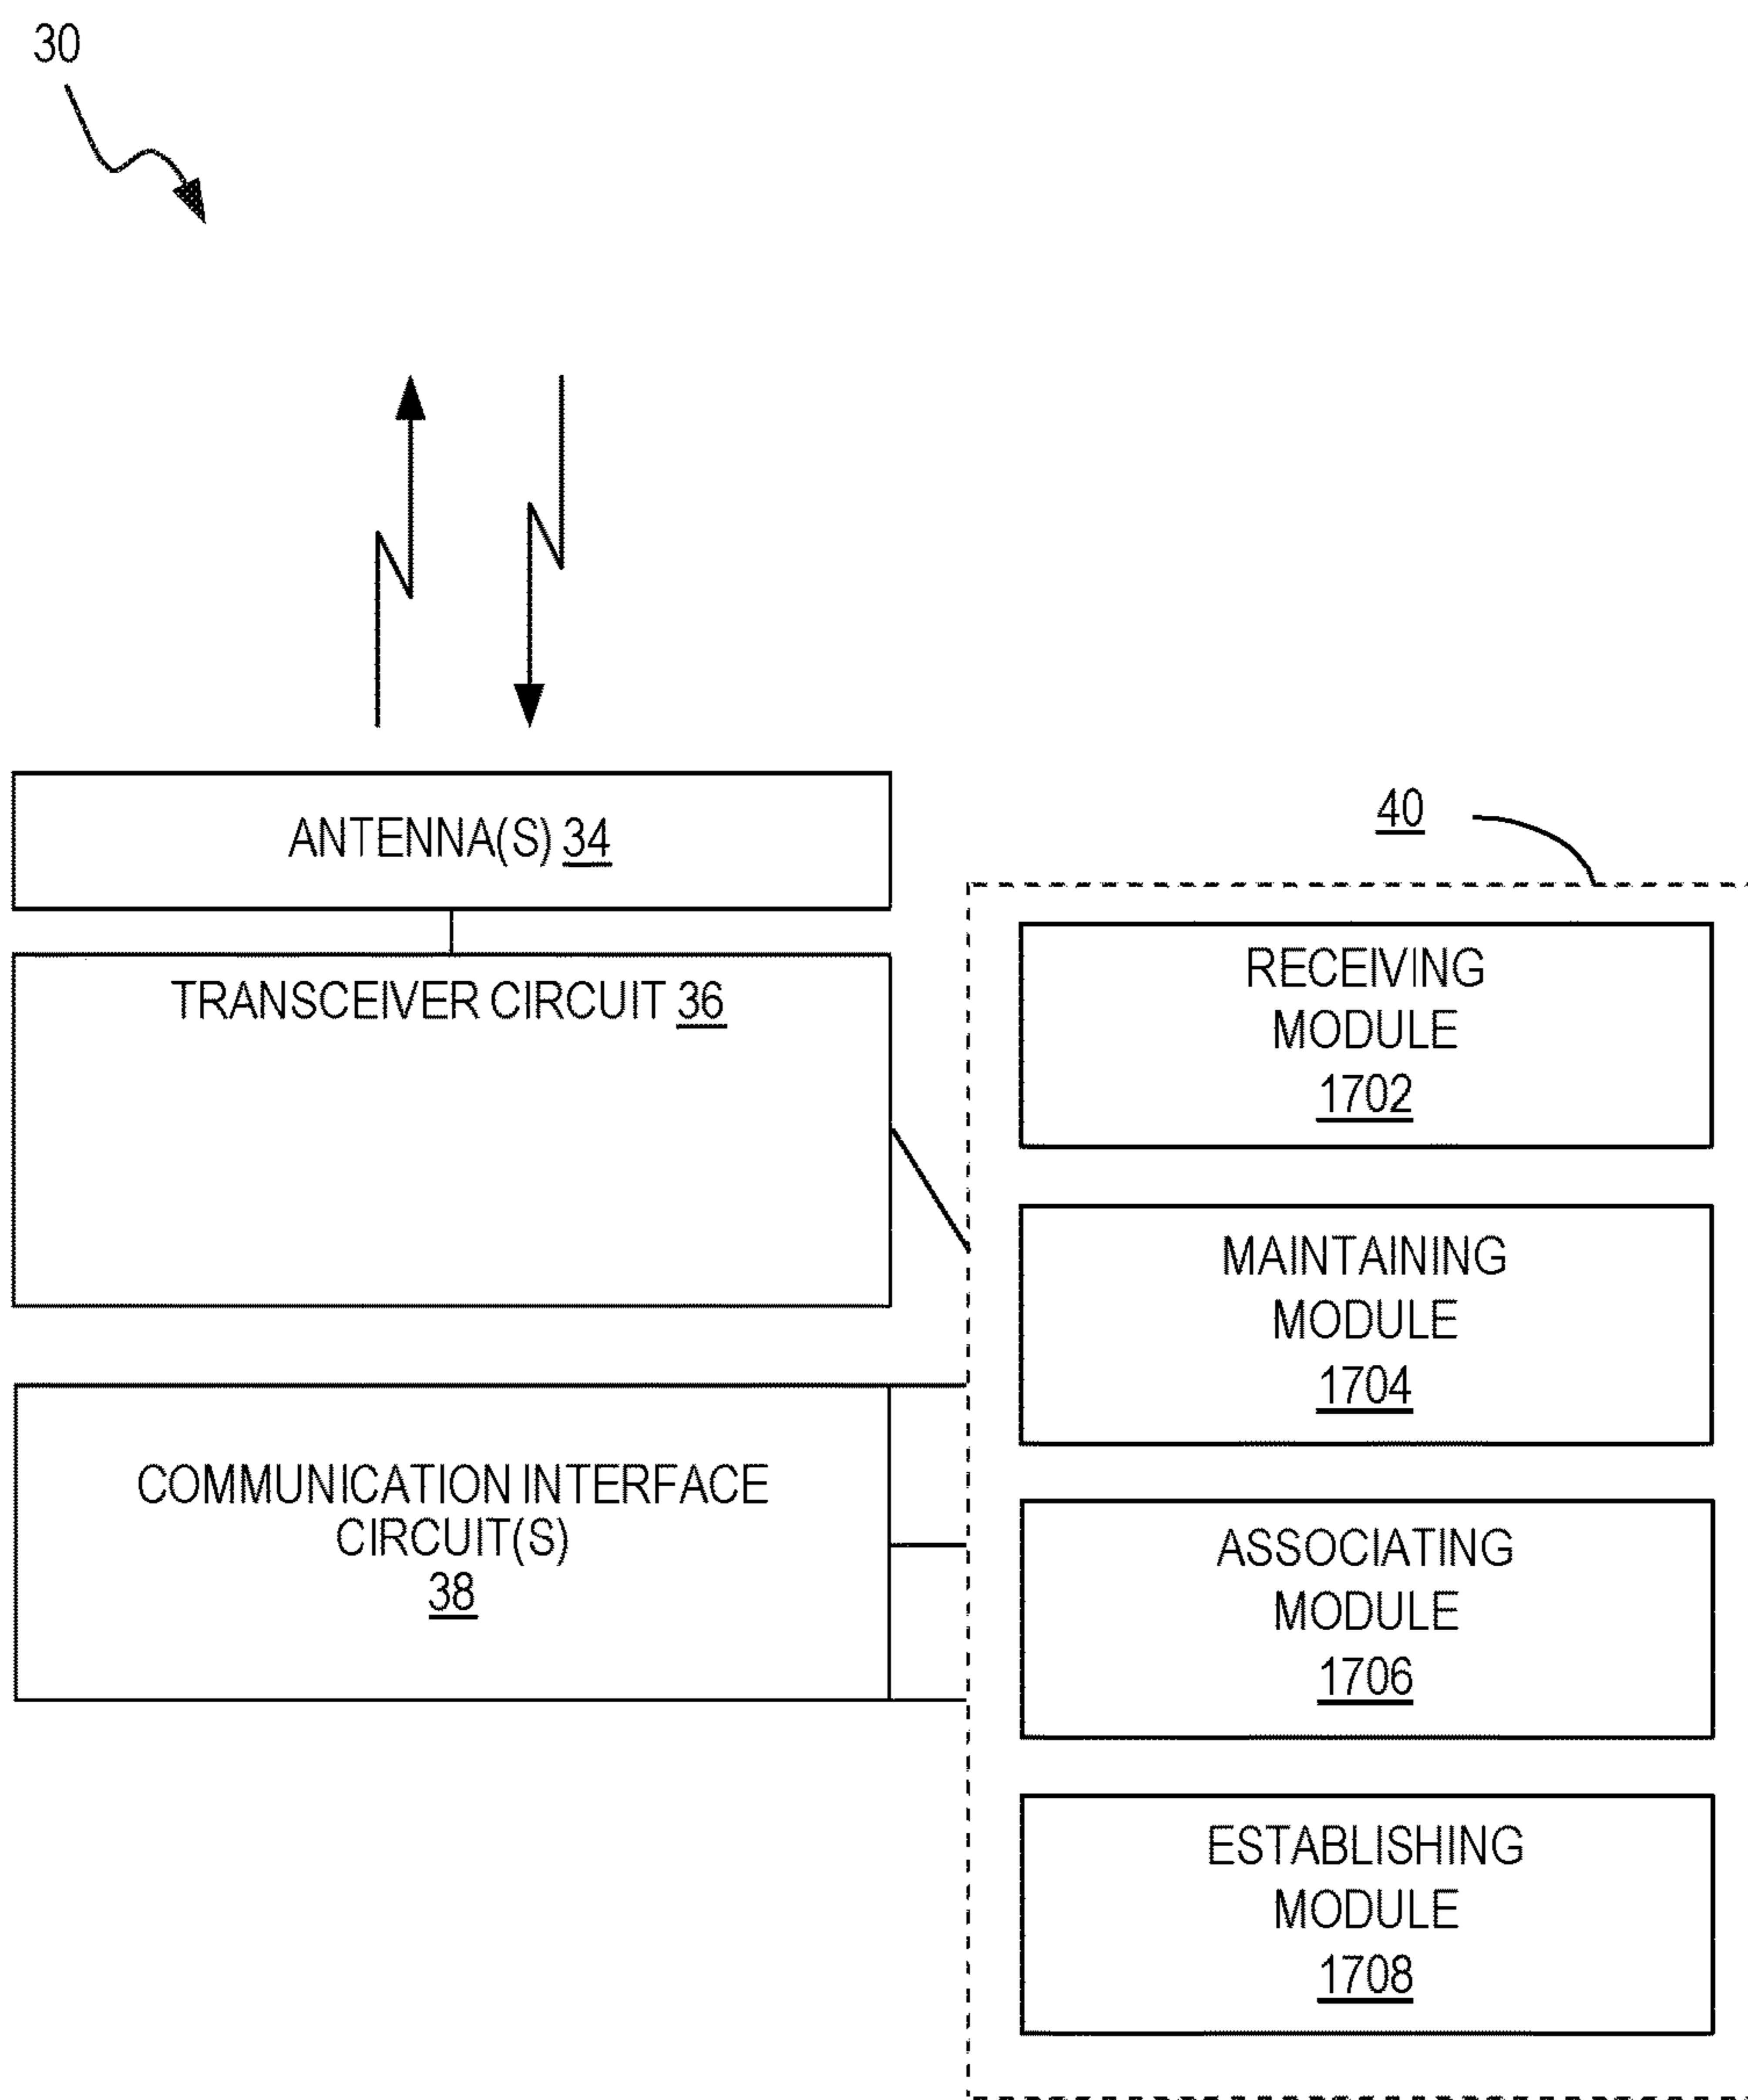 30
ANTENNA(S) 34
40
TRANSCEIVER CIRCUIT 36
RECEIVING
MODULE
1702
MAINTAINING
MODULE
1704
COMMUNICATION INTERFACE
CIRCUIT(S)
38
ASSOCIATING
MODULE
1706
ESTABLISHING
MODULE
1708